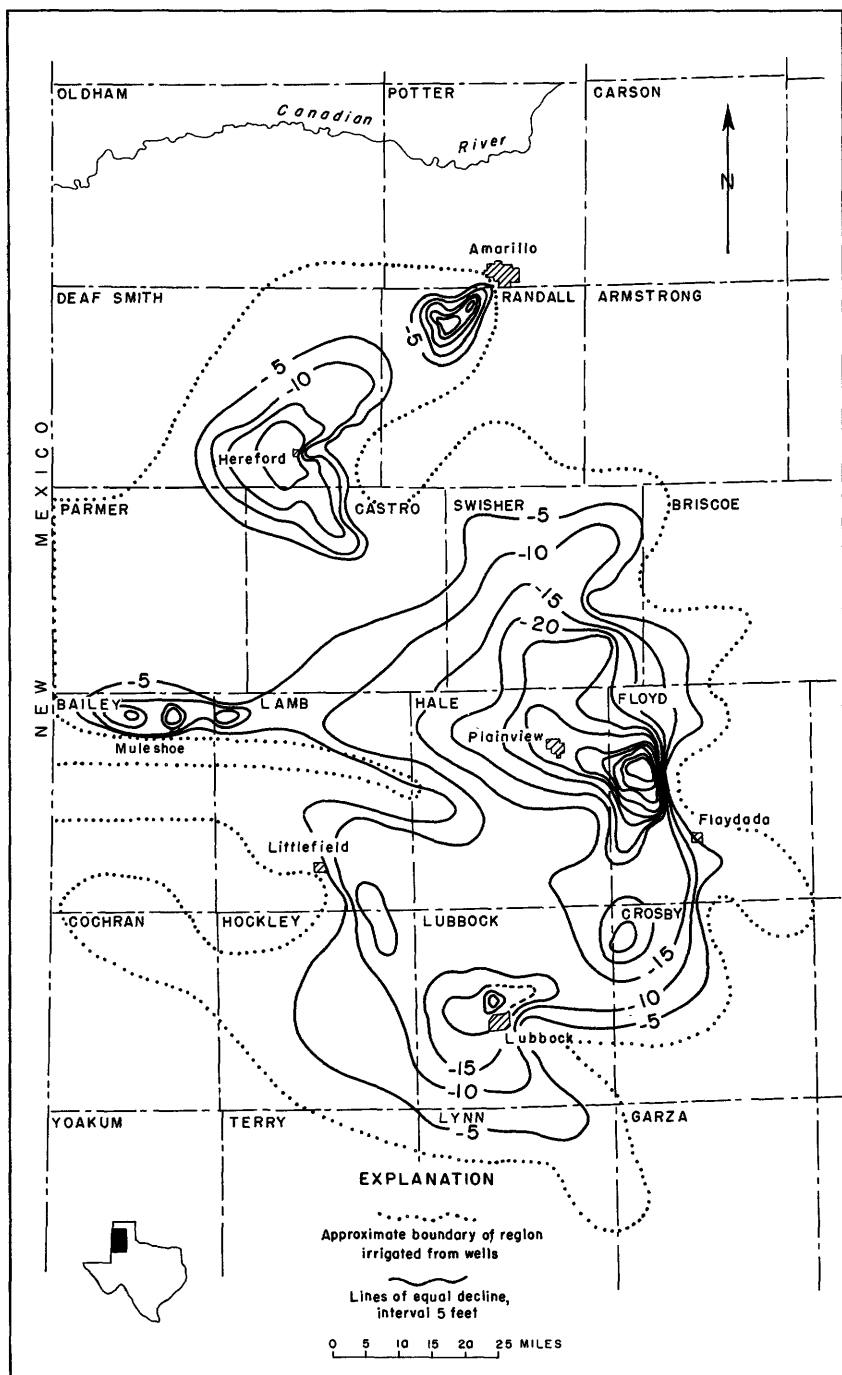 OLDHAM
POTTER
CARSON
Canadian
River
N
Amarillo
DEAF SMITH
RANDALL
ARMSTRONG
-5
-5
-10
Hereford
NEW MEXICO
PARMER
CASTRO
SWISHER
BRISCOE
-5
-10
-15
-20
-5
BAILEY
LAMB
HALE
FLOYD
Muleshoe
Plainview
Floydada
Littlefield
COCHRAN
HOCKLEY
LUBBOCK
CROSBY
-15
-10
-5
Lubbock
-15
-10
YOAKUM
TERRY
LYNN
GARZA
-5
EXPLANATION
Approximate boundary of region
irrigated from wells
Lines of equal decline,
interval 5 feet
0 5 10 15 20 25 MILES